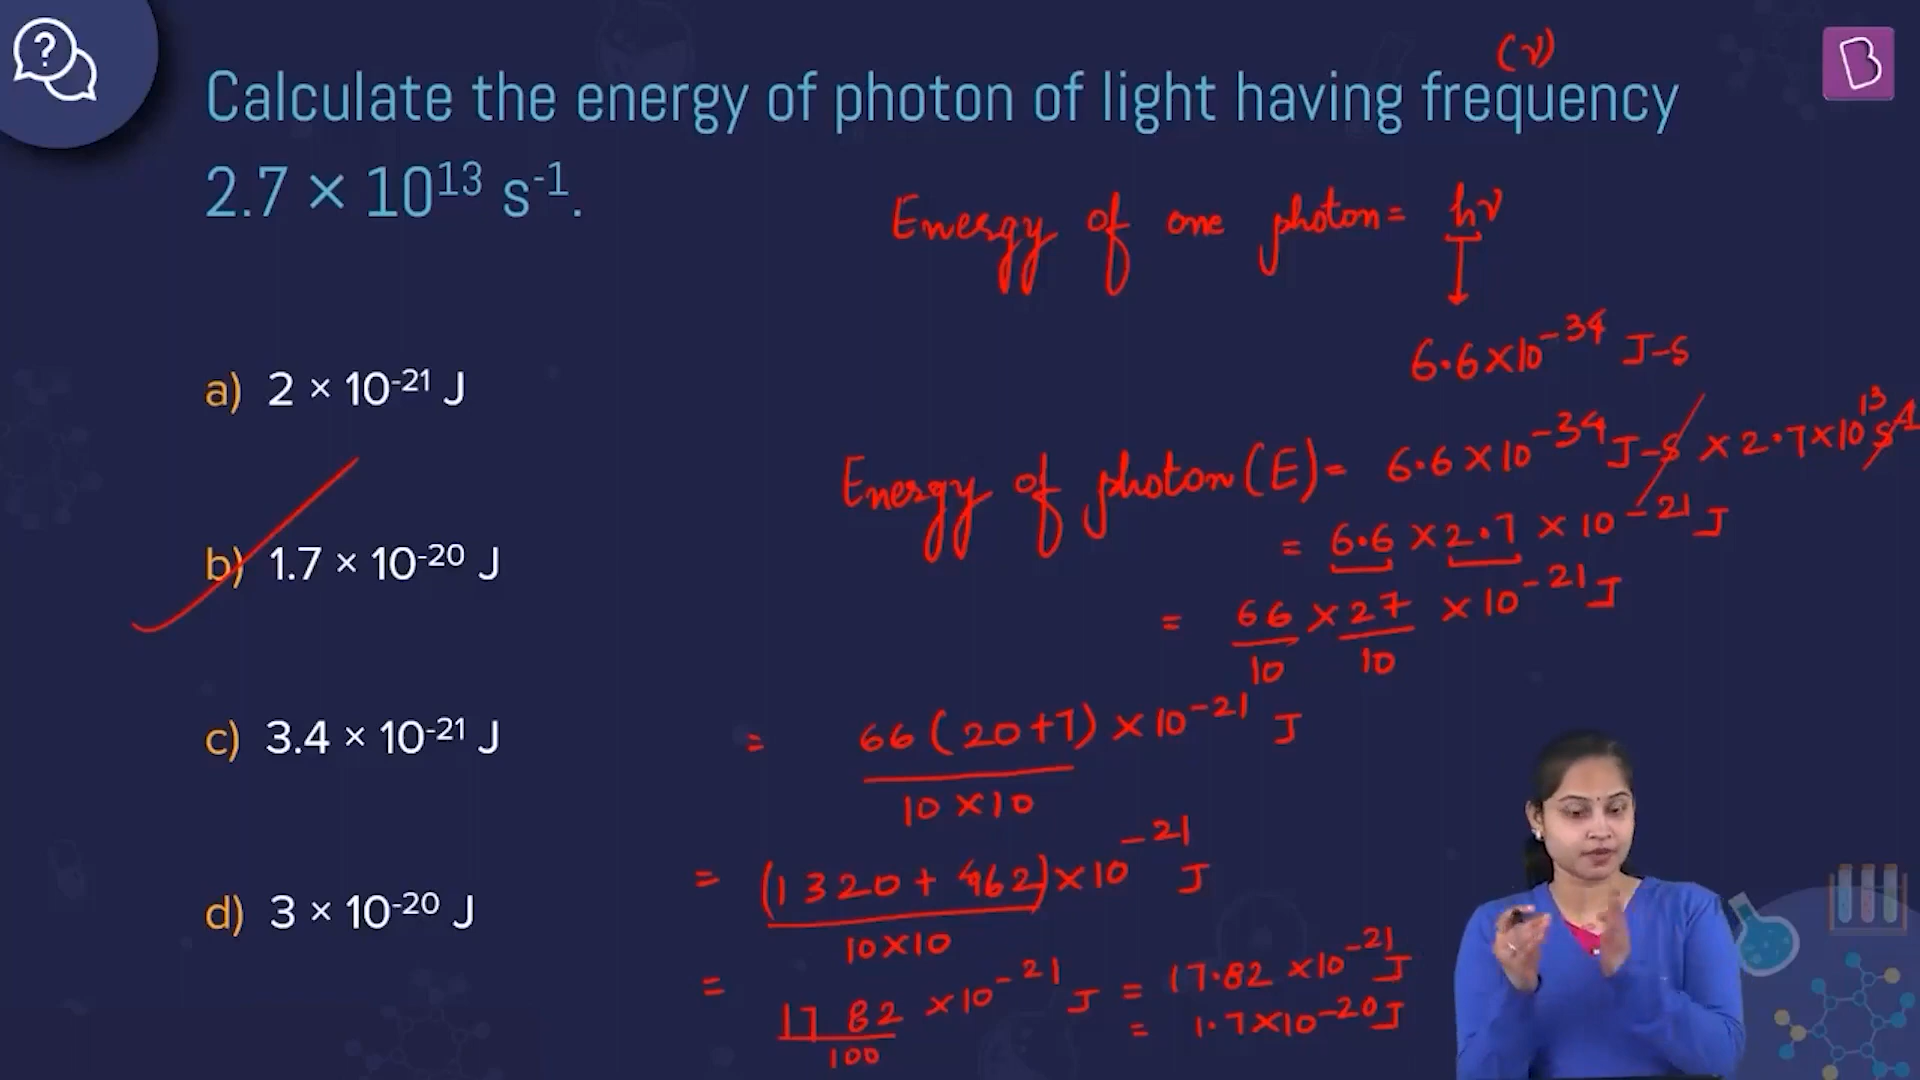 (ν)
Calculate the energy of photon of light having frequency
2.7 × 10¹³ s⁻¹.
Energy of one photon = hν
6.6×10⁻³⁴ J-s
a) 2 × 10⁻²¹ J
Energy of photon (E) = 6.6×10⁻³⁴ J-s × 2.7×10¹³ s⁻¹
= 6.6 × 2.7 × 10⁻²¹ J
b) 1.7 × 10⁻²⁰ J
= 66/10 × 27/10 × 10⁻²¹ J
c) 3.4 × 10⁻²¹ J
= 66(20+7)/10×10 × 10⁻²¹ J
= (1320 + 462)/10×10 × 10⁻²¹ J
d) 3 × 10⁻²⁰ J
= 1782/100 × 10⁻²¹ J = 17.82 × 10⁻²¹ J
= 1.7×10⁻²⁰ J